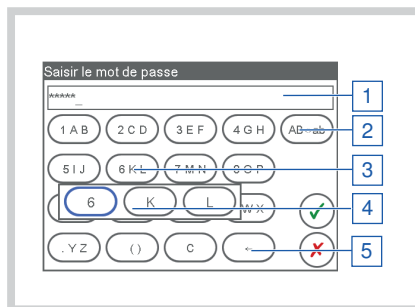 Saisir le mot de passe
*****_
1
1 A B
2 C D
3 E F
4 G H
AB→ab
2
5 I J
6 K L
7 M N
8 O P
3
6
K
L
W X
4
. Y Z
( )
C
←
5